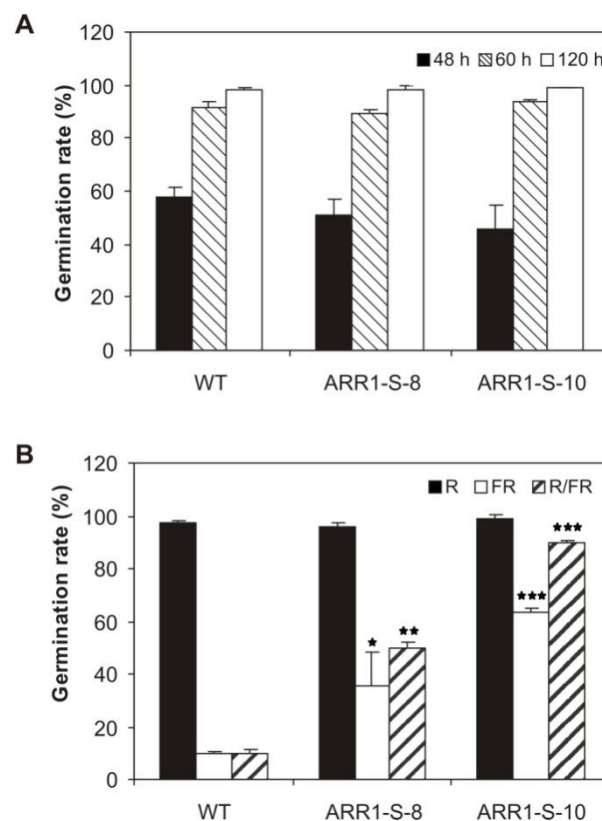 A
120
48 h 60 h 120 h
100
80
60
40
20
0
Germination rate (%)
WT ARR1-S-8 ARR1-S-10
B
120
R FR R/FR
100
80
60
40
20
0
Germination rate (%)
WT ARR1-S-8 ARR1-S-10